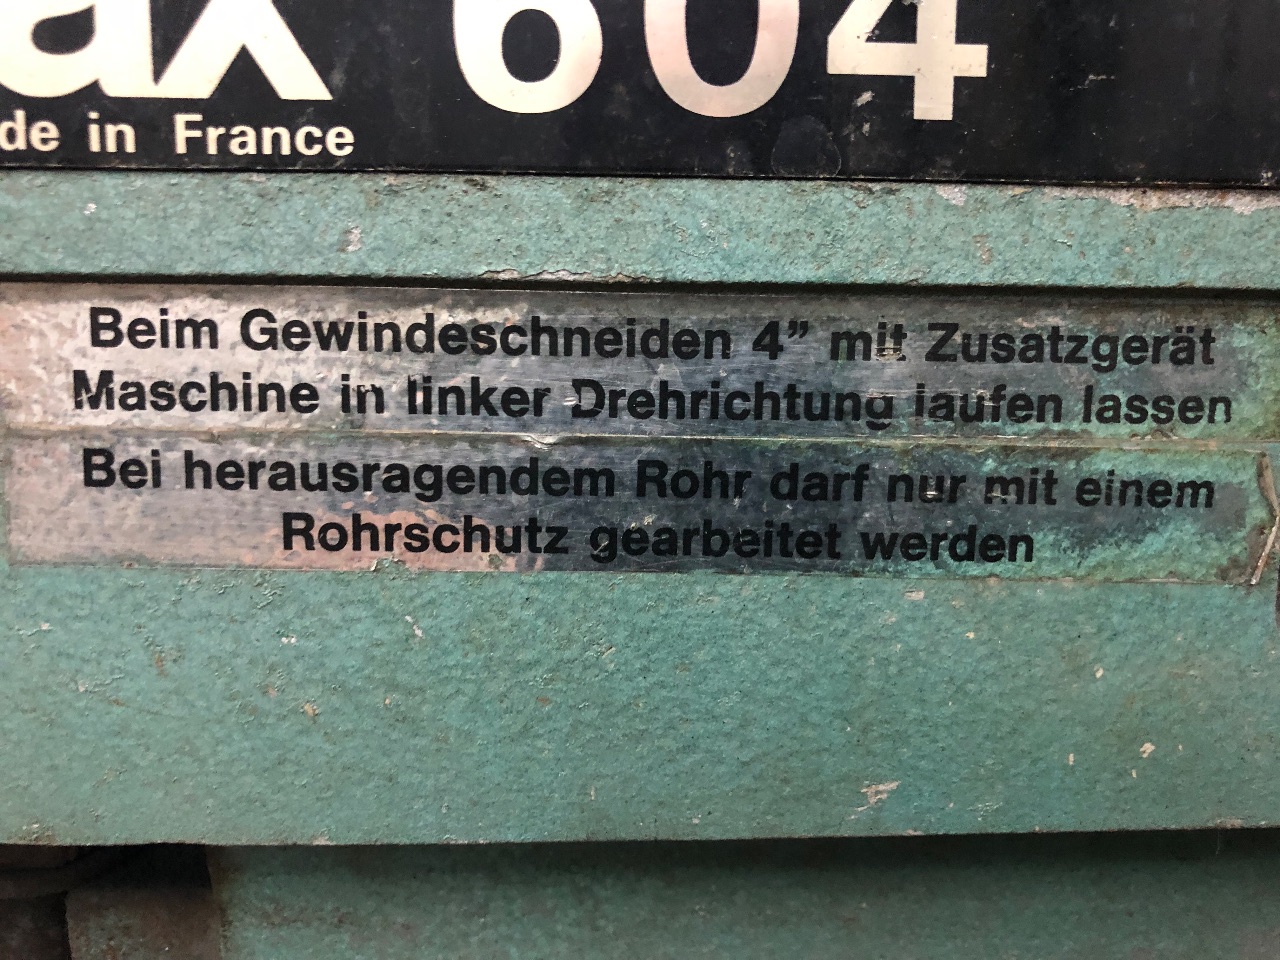 ax 604
de in France
Beim Gewindeschneiden 4” mit Zusatzgerät
Maschine in linker Drehrichtung laufen lassen
Bei herausragendem Rohr darf nur mit einem
Rohrschutz gearbeitet werden